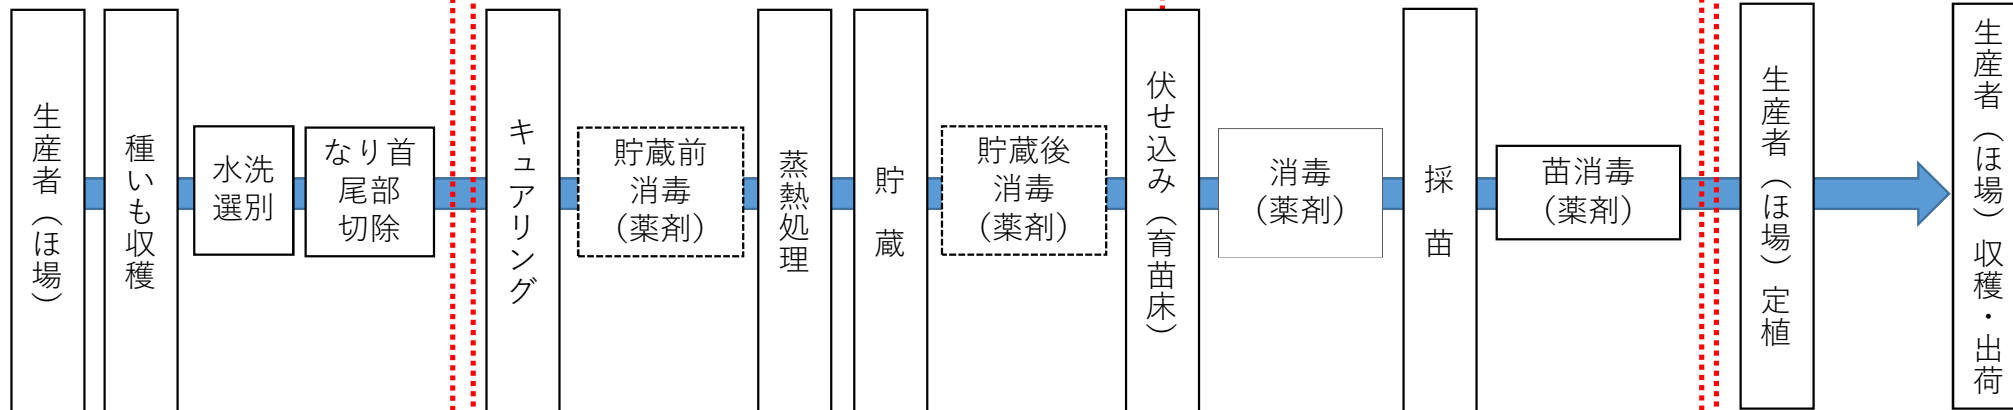 生産者（ほ場）
種いも収穫
水洗
選別
なり首
尾部
切除
キュアリング
貯蔵前
消毒
（薬剤）
蒸熱処理
貯　蔵
貯蔵後
消毒
（薬剤）
伏せ込み（育苗床）
消毒
（薬剤）
採　苗
苗消毒
（薬剤）
生産者（ほ場）定植
生産者（ほ場）収穫・出荷